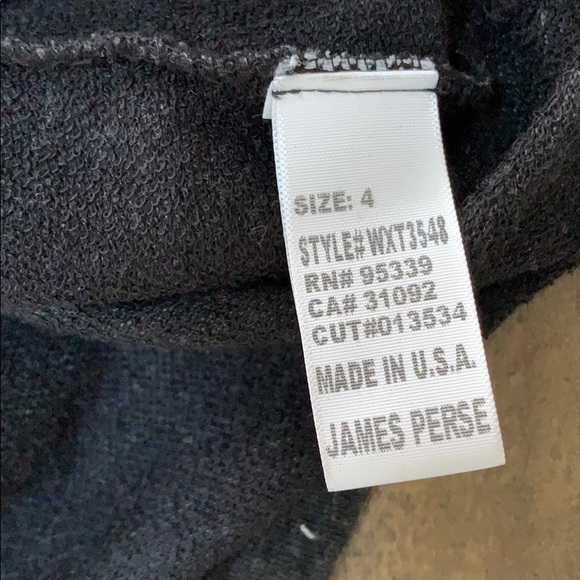 SIZE: 4
STYLE# WXT3548
RN# 95339
CA# 31092
CUT#013534
MADE IN U.S.A.
JAMES PERSE